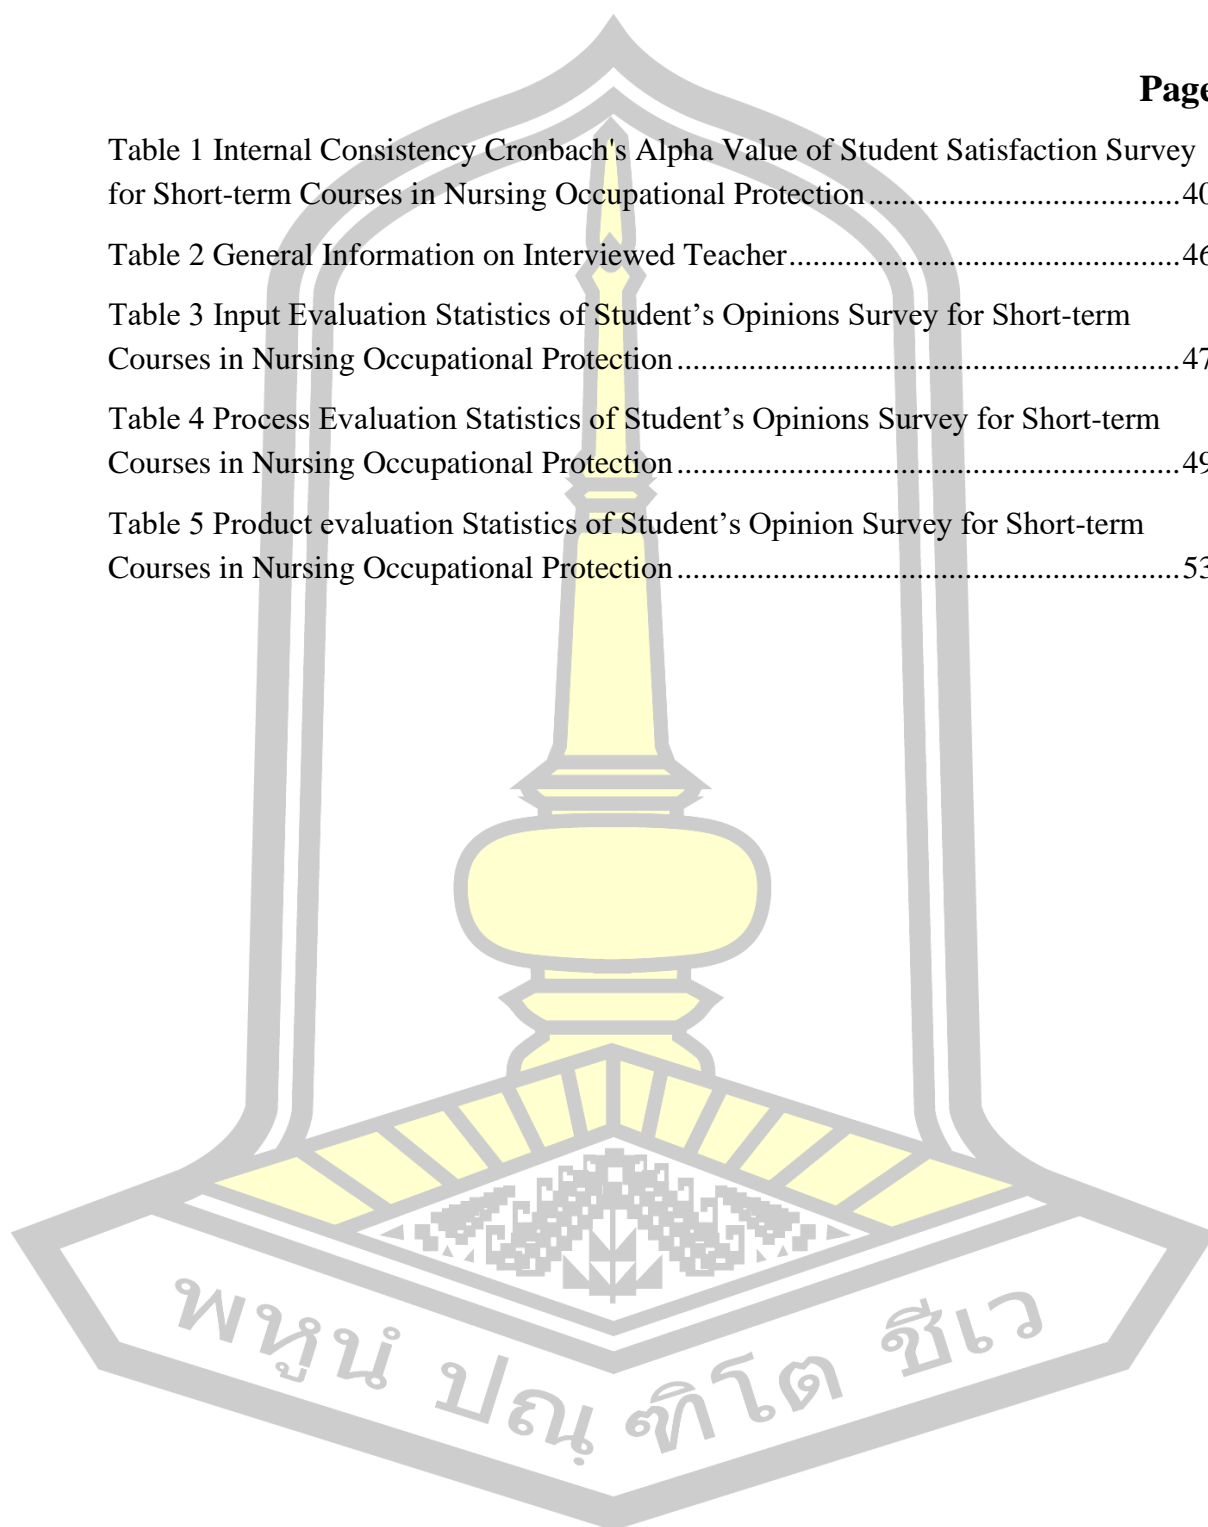 Page
Table 1 Internal Consistency Cronbach's Alpha Value of Student Satisfaction Survey
for Short-term Courses in Nursing Occupational Protection.......................................40
Table 2 General Information on Interviewed Teacher.................................................46
Table 3 Input Evaluation Statistics of Student’s Opinions Survey for Short-term
Courses in Nursing Occupational Protection...............................................................47
Table 4 Process Evaluation Statistics of Student’s Opinions Survey for Short-term
Courses in Nursing Occupational Protection...............................................................49
Table 5 Product evaluation Statistics of Student’s Opinion Survey for Short-term
Courses in Nursing Occupational Protection...............................................................53
พหูนํ ปณฺฑิโต ชีเว